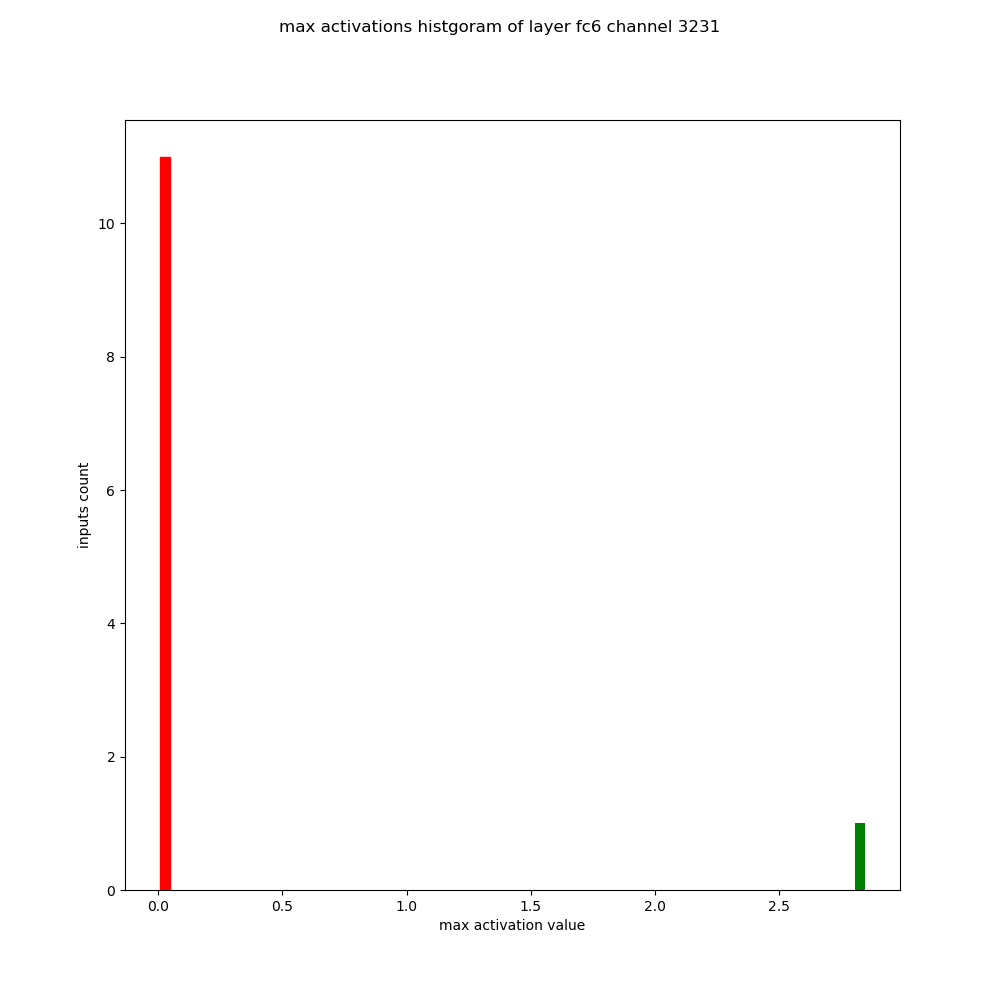 max activations histgoram of layer fc6 channel 3231
10
8
6
4
2
0
inputs count
0.0 0.5 1.0 1.5 2.0 2.5
max activation value